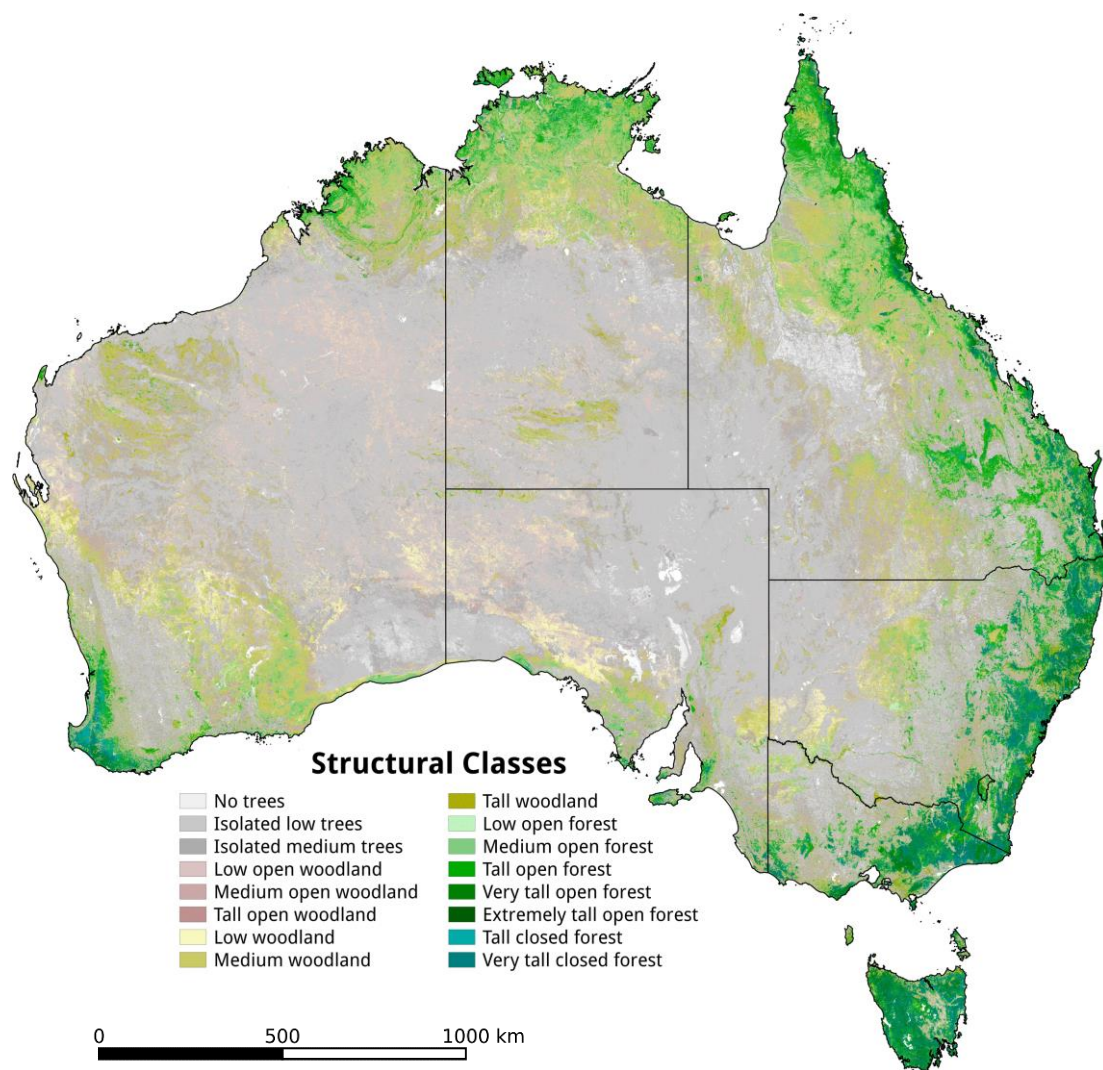 Structural Classes
No trees
Isolated low trees
Isolated medium trees
Low open woodland
Medium open woodland
Tall open woodland
Low woodland
Medium woodland
Tall woodland
Low open forest
Medium open forest
Tall open forest
Very tall open forest
Extremely tall open forest
Tall closed forest
Very tall closed forest
0 500 1000 km